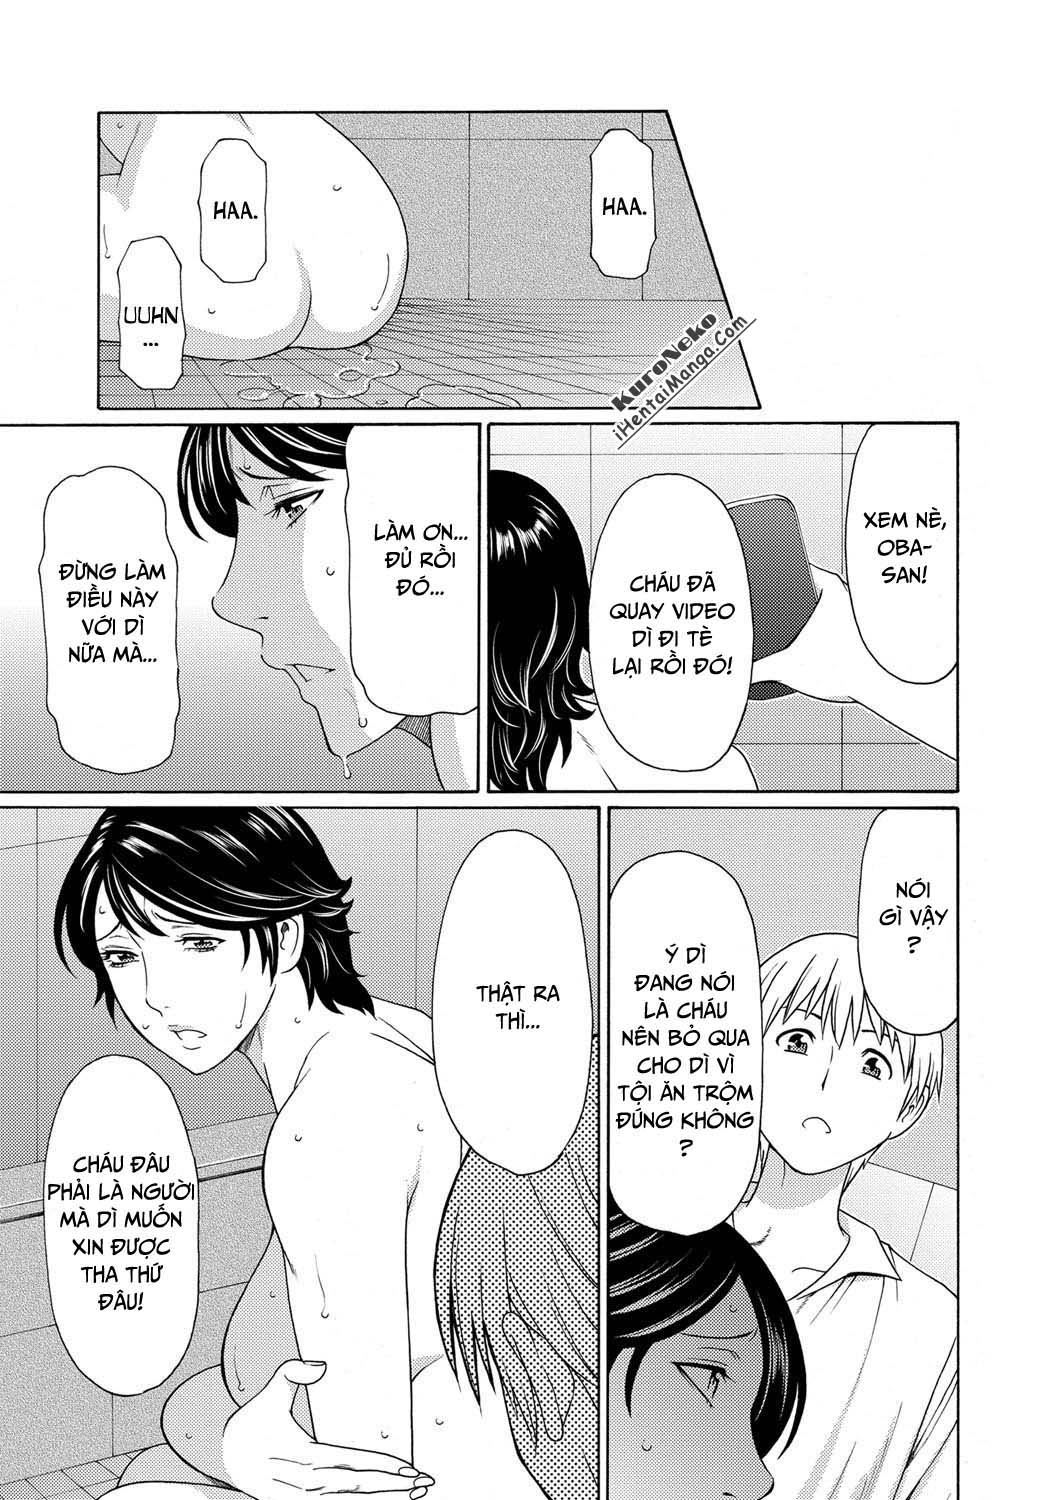 HAA.
HAA.
UUHN
...
KuroNeko
iHentaiManga.Com
XEM NÈ,
OBA-
SAN!
CHÁU ĐÃ
QUAY VIDEO
DÌ ĐI TÈ
LẠI RỒI ĐÓ!
LÀM ƠN...
ĐỦ RỒI
ĐÓ...
ĐỪNG LÀM
ĐIỀU NÀY
VỚI DÌ
NỮA MÀ...
NÓI
GÌ VẬY
?
Ý DÌ
ĐANG NÓI
LÀ CHÁU
NÊN BỎ QUA
CHO DÌ VÌ
TỘI ĂN TRỘM
ĐÚNG KHÔNG
?
THẬT RA
THÌ...
CHÁU ĐÂU
PHẢI LÀ NGƯỜI
MÀ DÌ MUỐN
XIN ĐƯỢC
THA THỨ
ĐÂU!